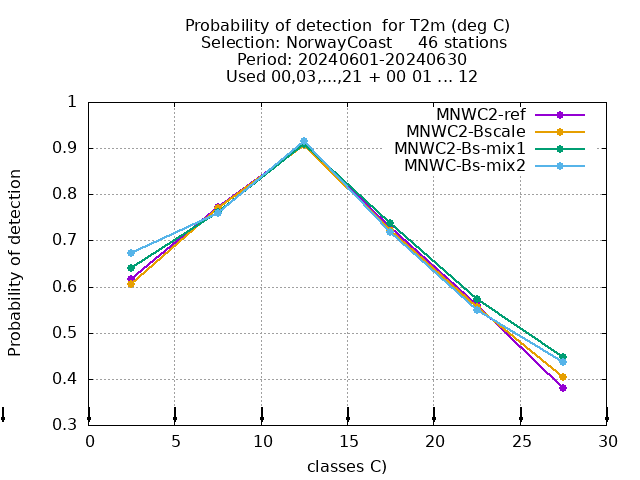 Probability of detection  for T2m (deg C)
Selection: NorwayCoast     46 stations
Period: 20240601-20240630
Used 00,03,...,21 + 00 01 ... 12
MNWC2-ref
MNWC2-Bscale
MNWC2-Bs-mix1
MNWC-Bs-mix2
Probability of detection
1
0.9
0.8
0.7
0.6
0.5
0.4
0.3
0 5 10 15 20 25 30
classes C)